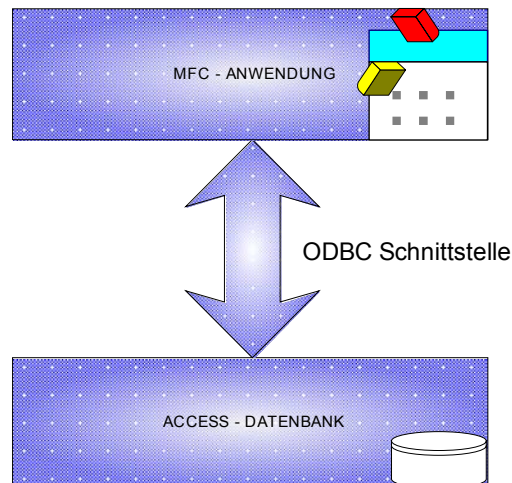 MFC - ANWENDUNG
ODBC Schnittstelle
ACCESS - DATENBANK